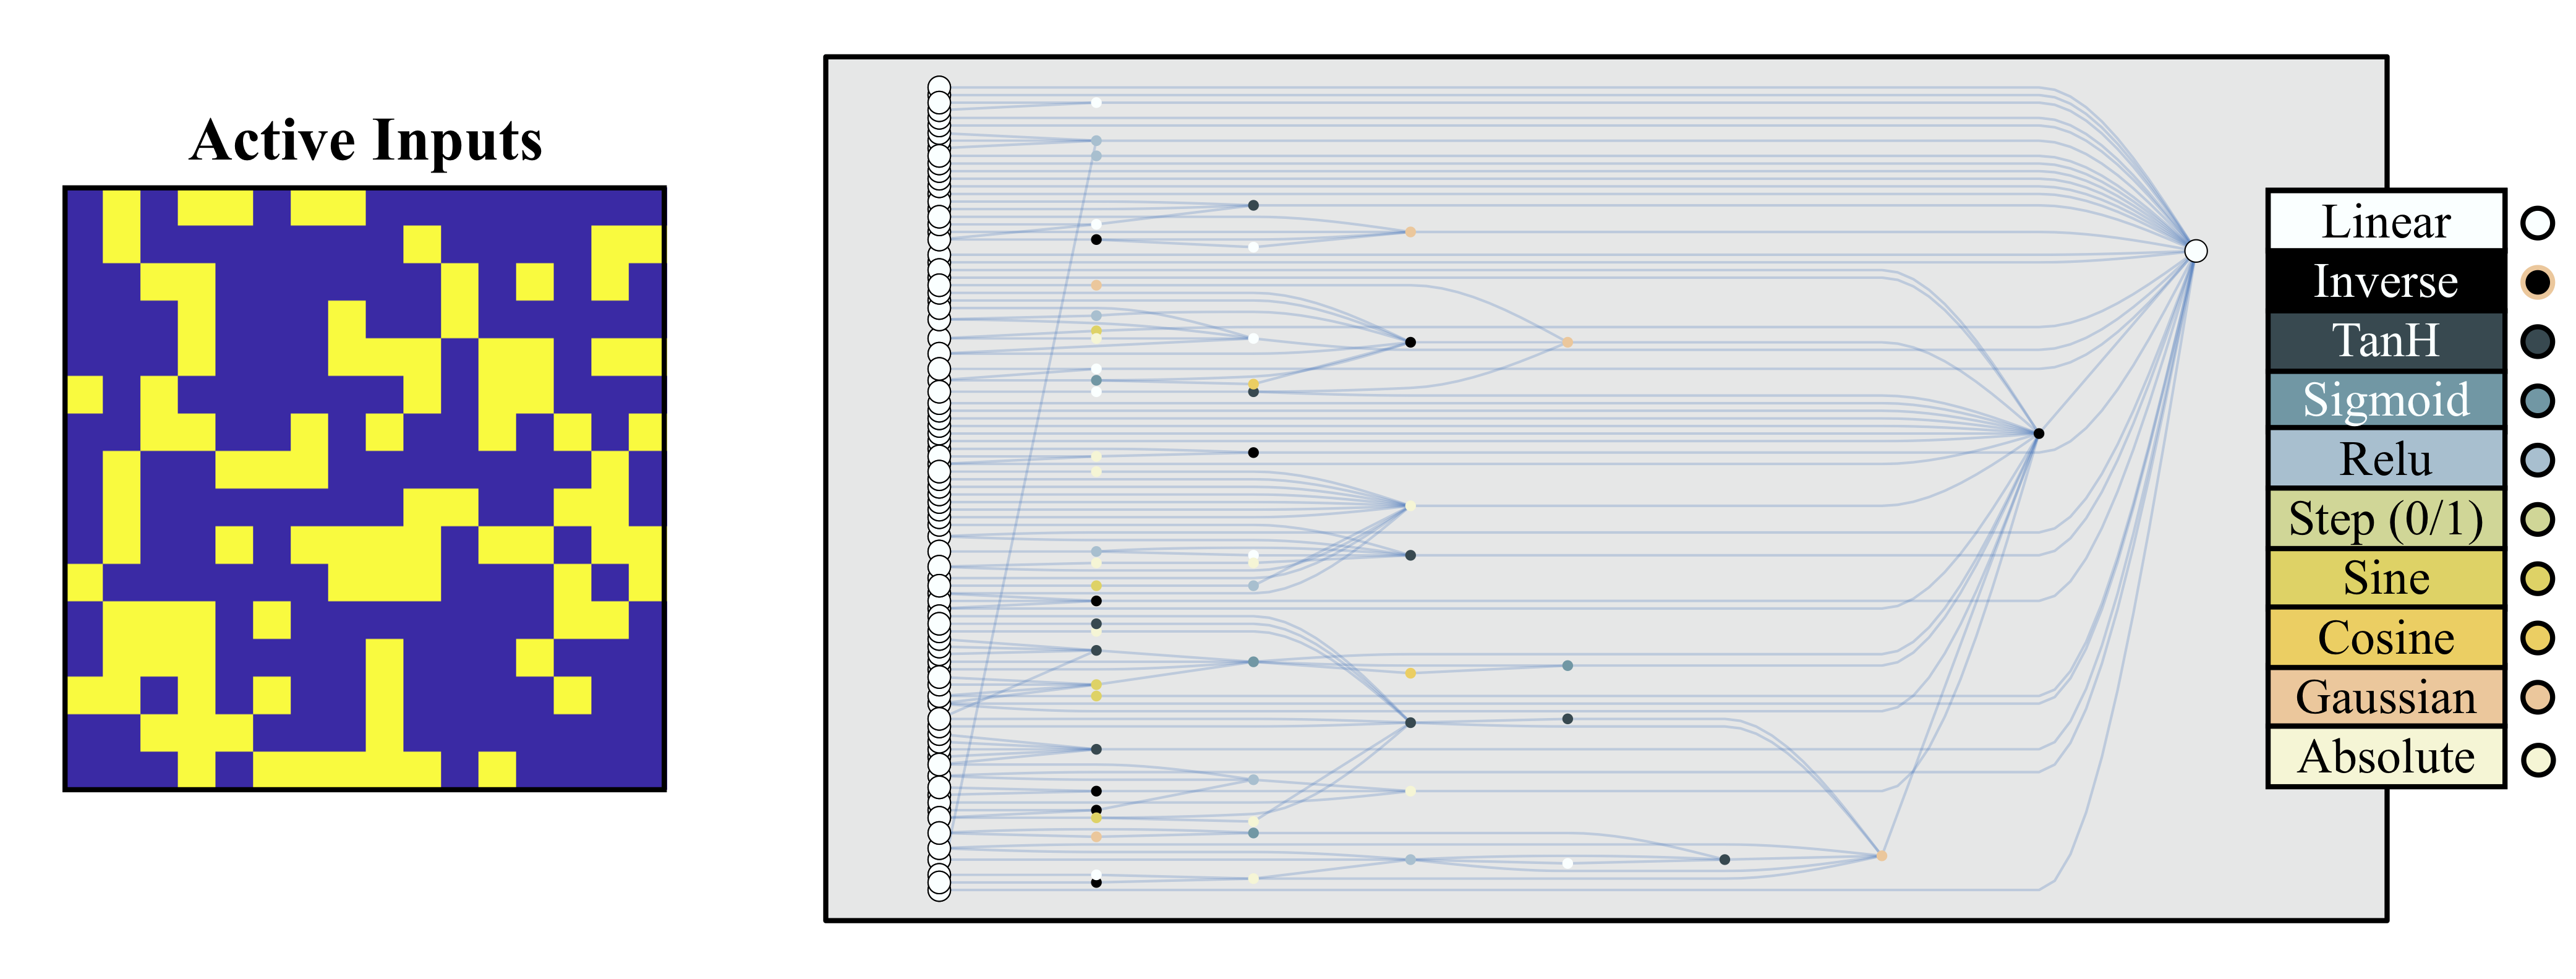 Active Inputs
Linear
Inverse
TanH
Sigmoid
Relu
Step (0/1)
Sine
Cosine
Gaussian
Absolute